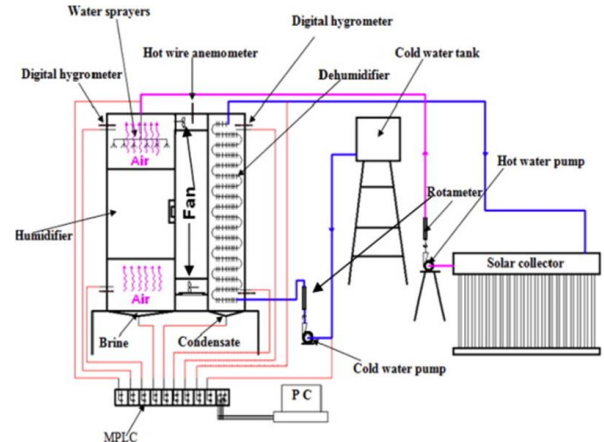 Water sprayers
Hot wire anemometer
Digital hygrometer
Cold water tank
Digital hygrometer
Dehumidifier
Hot water pump
Air
Rotameter
Fan
Humidifier
Solar collector
Air
Brine
Condensate
Cold water pump
P C
MPLC